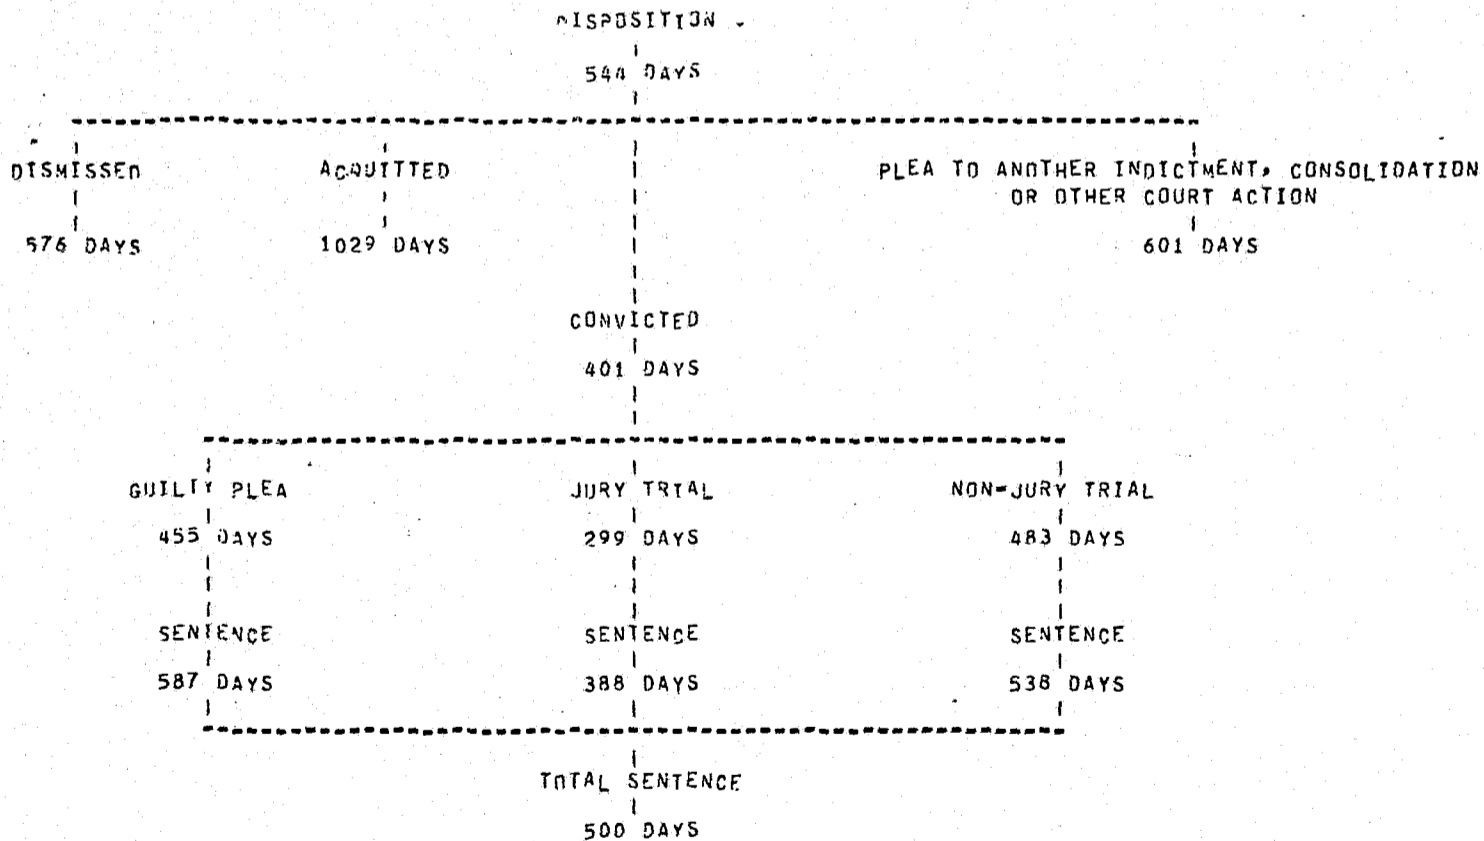 DISPOSITION
544 DAYS
DISMISSED ACQUITTED PLEA TO ANOTHER INDICTMENT, CONSOLIDATION
OR OTHER COURT ACTION
576 DAYS 1029 DAYS 601 DAYS
CONVICTED
401 DAYS
GUILTY PLEA JURY TRIAL NON-JURY TRIAL
455 DAYS 299 DAYS 483 DAYS
SENTENCE SENTENCE SENTENCE
587 DAYS 388 DAYS 538 DAYS
TOTAL SENTENCE
500 DAYS